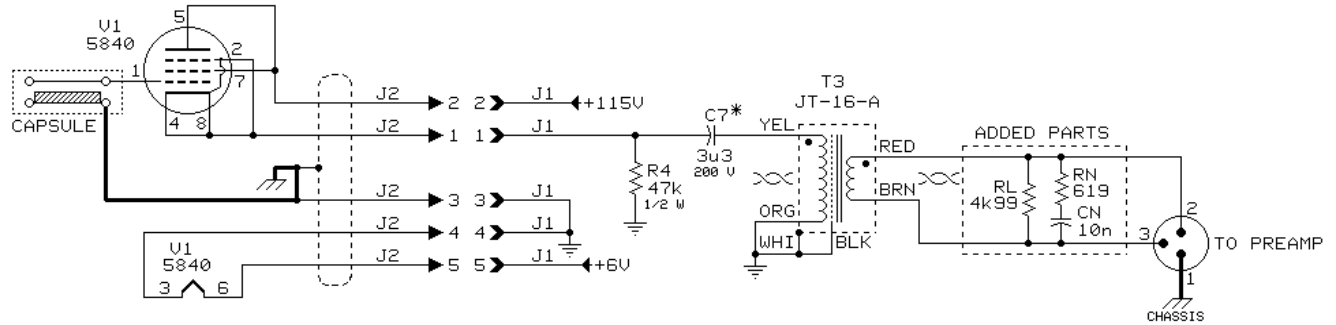 V1
5840
5
2
1
7
4 8
CAPSULE
J2 2 2 J1 +115V
J2 1 1 J1
J2 3 3 J1
J2 4 4 J1
J2 5 5 J1 +6V
V1
5840
3 6
R4
47k
1/2 W
C7*
3u3
200 V
T3
JT-16-A
YEL
RED
BRN
ORG
WHI BLK
ADDED PARTS
RL
4k99
RN
619
CN
10n
2
3
1
TO PREAMP
CHASSIS